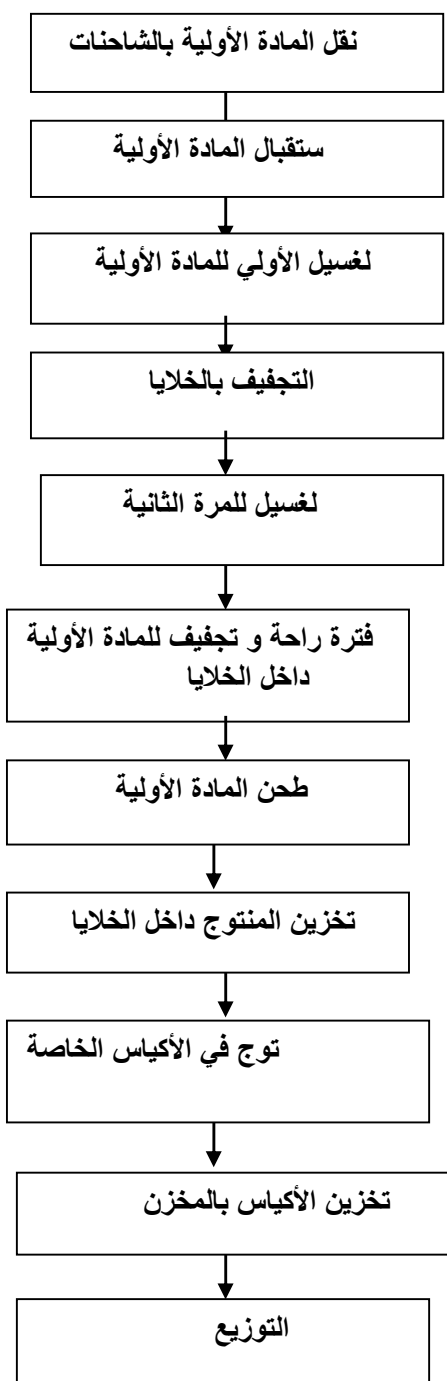 نقل المادة الأولية بالشاحنات
ستقبال المادة الأولية
لغسيل الأولي للمادة الأولية
التجفيف بالخلايا
لغسيل للمرة الثانية
فترة راحة و تجفيف للمادة الأولية
داخل الخلايا
طحن المادة الأولية
تخزين المنتوج داخل الخلايا
توج في الأكياس الخاصة
تخزين الأكياس بالمخزن
التوزيع